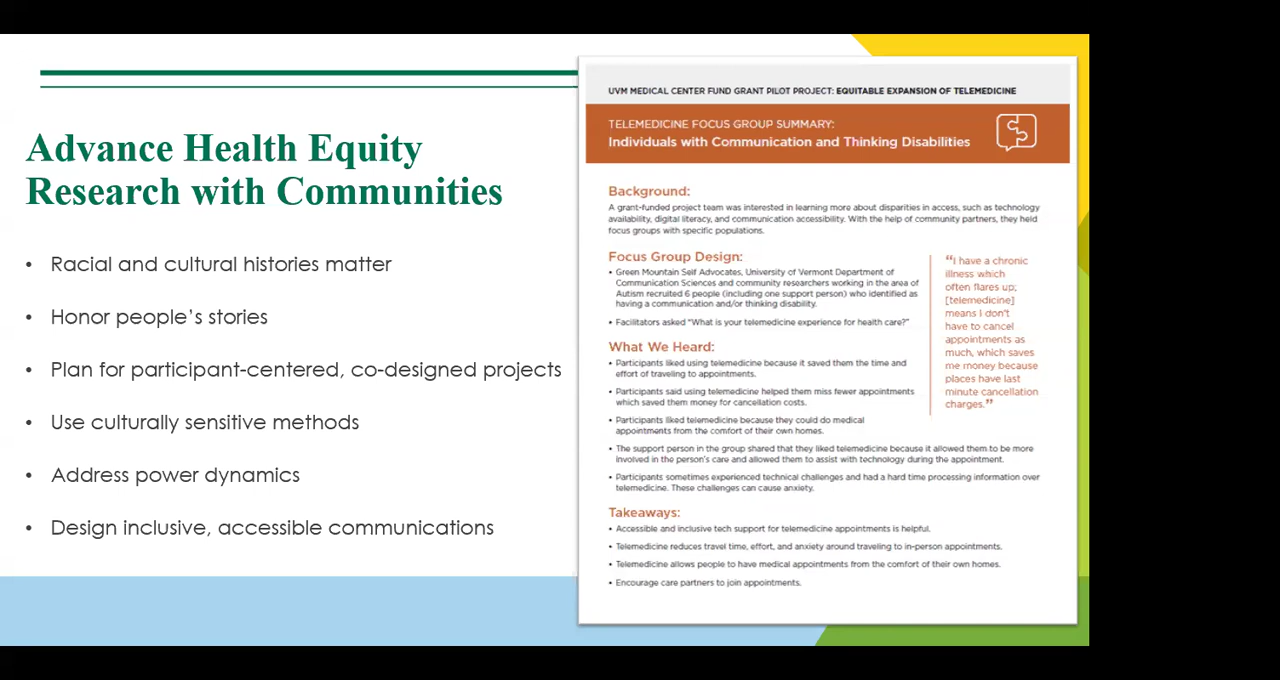 Advance Health Equity
Research with Communities
• Racial and cultural histories matter
• Honor people's stories
• Plan for participant-centered, co-designed projects
• Use culturally sensitive methods
• Address power dynamics
• Design inclusive, accessible communications
UVM MEDICAL CENTER FUND GRANT PILOT PROJECT: EQUITABLE EXPANSION OF TELEMEDICINE
TELEMEDICINE FOCUS GROUP SUMMARY:
Individuals with Communication and Thinking Disabilities
Background:
A grant-funded project team was interested in learning more about disparities in access, such as technology
availability, digital literacy, and communication accessibility. With the help of community partners, they held
focus groups with specific populations.
Focus Group Design:
• Green Mountain Self Advocates, University of Vermont Department of
Communication Sciences and community researchers working in the area of
Autism recruited 6 people (including one support person) who identified as
having a communication and/or thinking disability.
• Facilitators asked "What is your telemedicine experience for health care?"
What We Heard:
• Participants liked using telemedicine because it saved them the time and
effort of traveling to appointments.
• Participants said using telemedicine helped them miss fewer appointments
which saved them money for cancellation costs.
• Participants liked telemedicine because they could do medical
appointments from the comfort of their own homes.
• The support person in the group shared that they liked telemedicine because it allowed them to be more
involved in the person's care and allowed them to assist with technology during the appointment.
• Participants sometimes experienced technical challenges and had a hard time processing information over
telemedicine. These challenges can cause anxiety.
"I have a chronic
illness which
often flares up;
[telemedicine]
means I don't
have to cancel
appointments as
much, which saves
me money because
places have last
minute cancellation
charges."
Takeaways:
• Accessible and inclusive tech support for telemedicine appointments is helpful.
• Telemedicine reduces travel time, effort, and anxiety around traveling to in-person appointments.
• Telemedicine allows people to have medical appointments from the comfort of their own homes.
• Encourage care partners to join appointments.